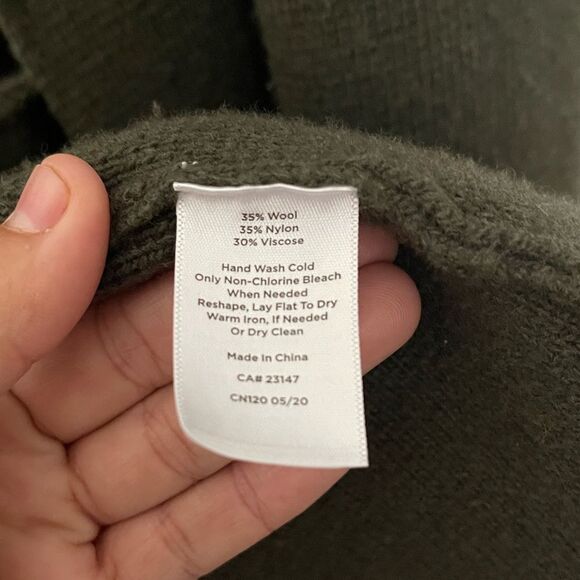 35% Wool
35% Nylon
30% Viscose
Hand Wash Cold
Only Non-Chlorine Bleach
When Needed
Reshape, Lay Flat To Dry
Warm Iron, If Needed
Or Dry Clean
Made In China
CA# 23147
CN120 05/20